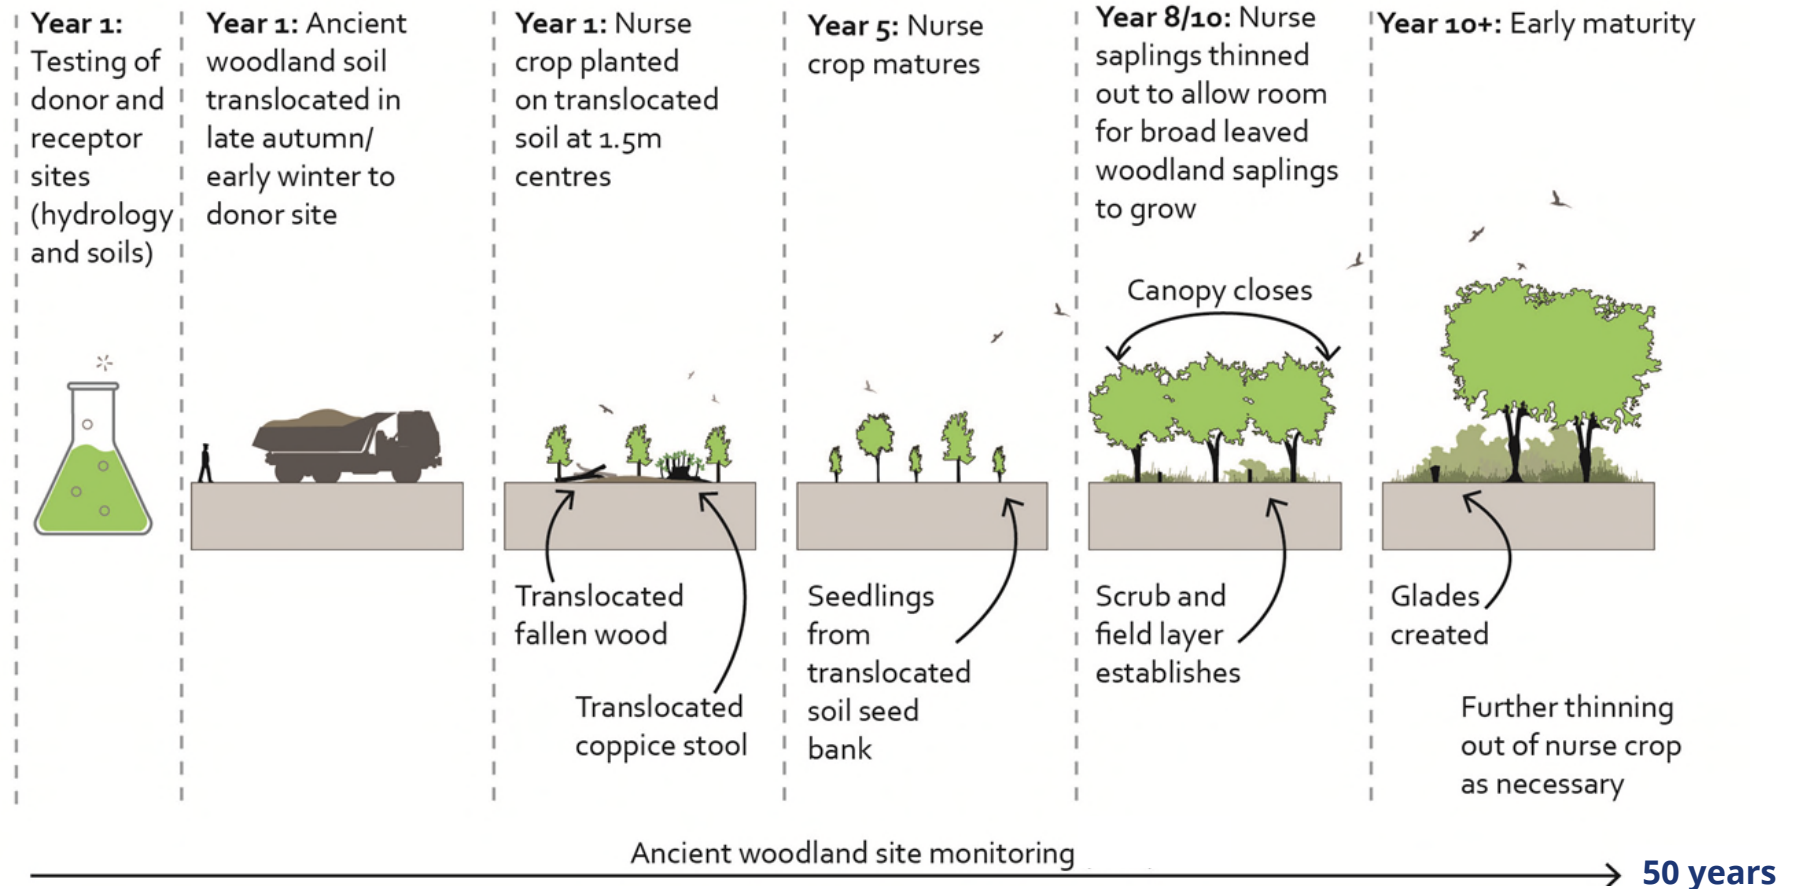 Year 1:
Testing of
donor and
receptor
sites
(hydrology
and soils)
Year 1: Ancient
woodland soil
translocated in
late autumn/
early winter to
donor site
Year 1: Nurse
crop planted
on translocated
soil at 1.5m
centres
Translocated
fallen wood
Translocated
coppice stool
Year 5: Nurse
crop matures
Seedlings
from
translocated
soil seed
bank
Year 8/10: Nurse
saplings thinned
out to allow room
for broad leaved
woodland saplings
to grow
Canopy closes
Scrub and
field layer
establishes
Year 10+: Early maturity
Glades
created
Further thinning
out of nurse crop
as necessary
Ancient woodland site monitoring
50 years